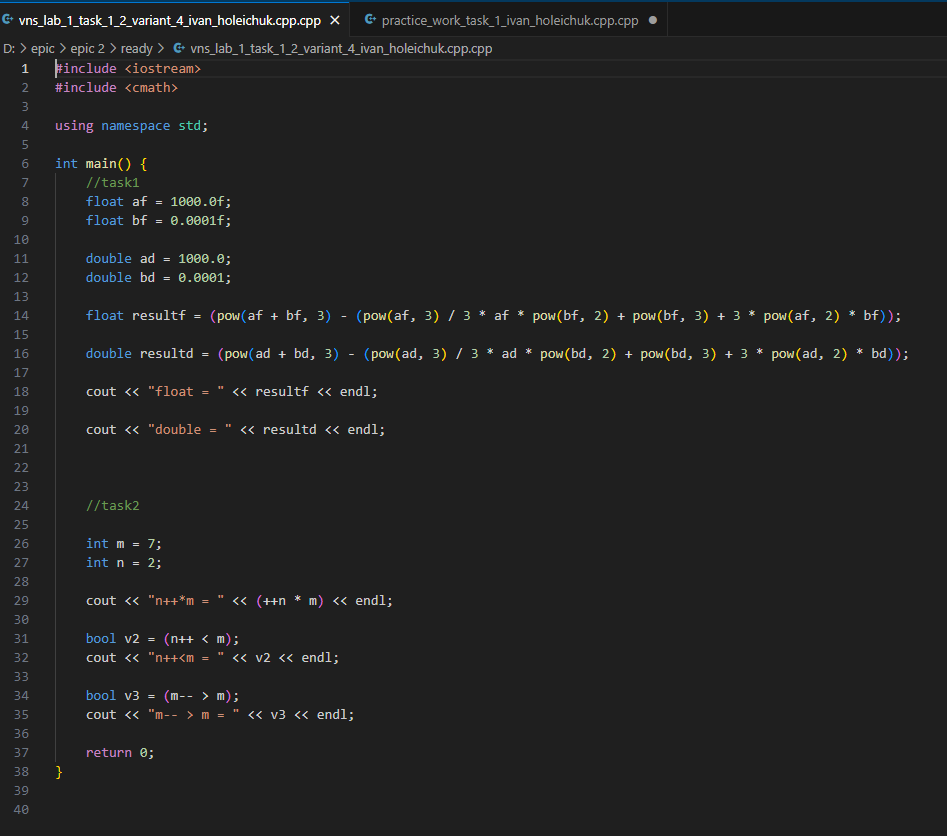 vns_lab_1_task_1_2_variant_4_ivan_holeichuk.cpp.cpp practice_work_task_1_ivan_holeichuk.cpp.cpp
D: > epic > epic 2 > ready > vns_lab_1_task_1_2_variant_4_ivan_holeichuk.cpp.cpp
1 #include <iostream>
2 #include <cmath>
3
4 using namespace std;
5
6 int main() {
7     //task1
8     float af = 1000.0f;
9     float bf = 0.0001f;
10
11     double ad = 1000.0;
12     double bd = 0.0001;
13
14     float resultf = (pow(af + bf, 3) - (pow(af, 3) / 3 * af * pow(bf, 2) + pow(bf, 3) + 3 * pow(af, 2) * bf));
15
16     double resultd = (pow(ad + bd, 3) - (pow(ad, 3) / 3 * ad * pow(bd, 2) + pow(bd, 3) + 3 * pow(ad, 2) * bd));
17
18     cout << "float = " << resultf << endl;
19
20     cout << "double = " << resultd << endl;
21
22
23
24     //task2
25
26     int m = 7;
27     int n = 2;
28
29     cout << "n++*m = " << (++n * m) << endl;
30
31     bool v2 = (n++ < m);
32     cout << "n++<m = " << v2 << endl;
33
34     bool v3 = (m-- > m);
35     cout << "m-- > m = " << v3 << endl;
36
37     return 0;
38 }
39
40